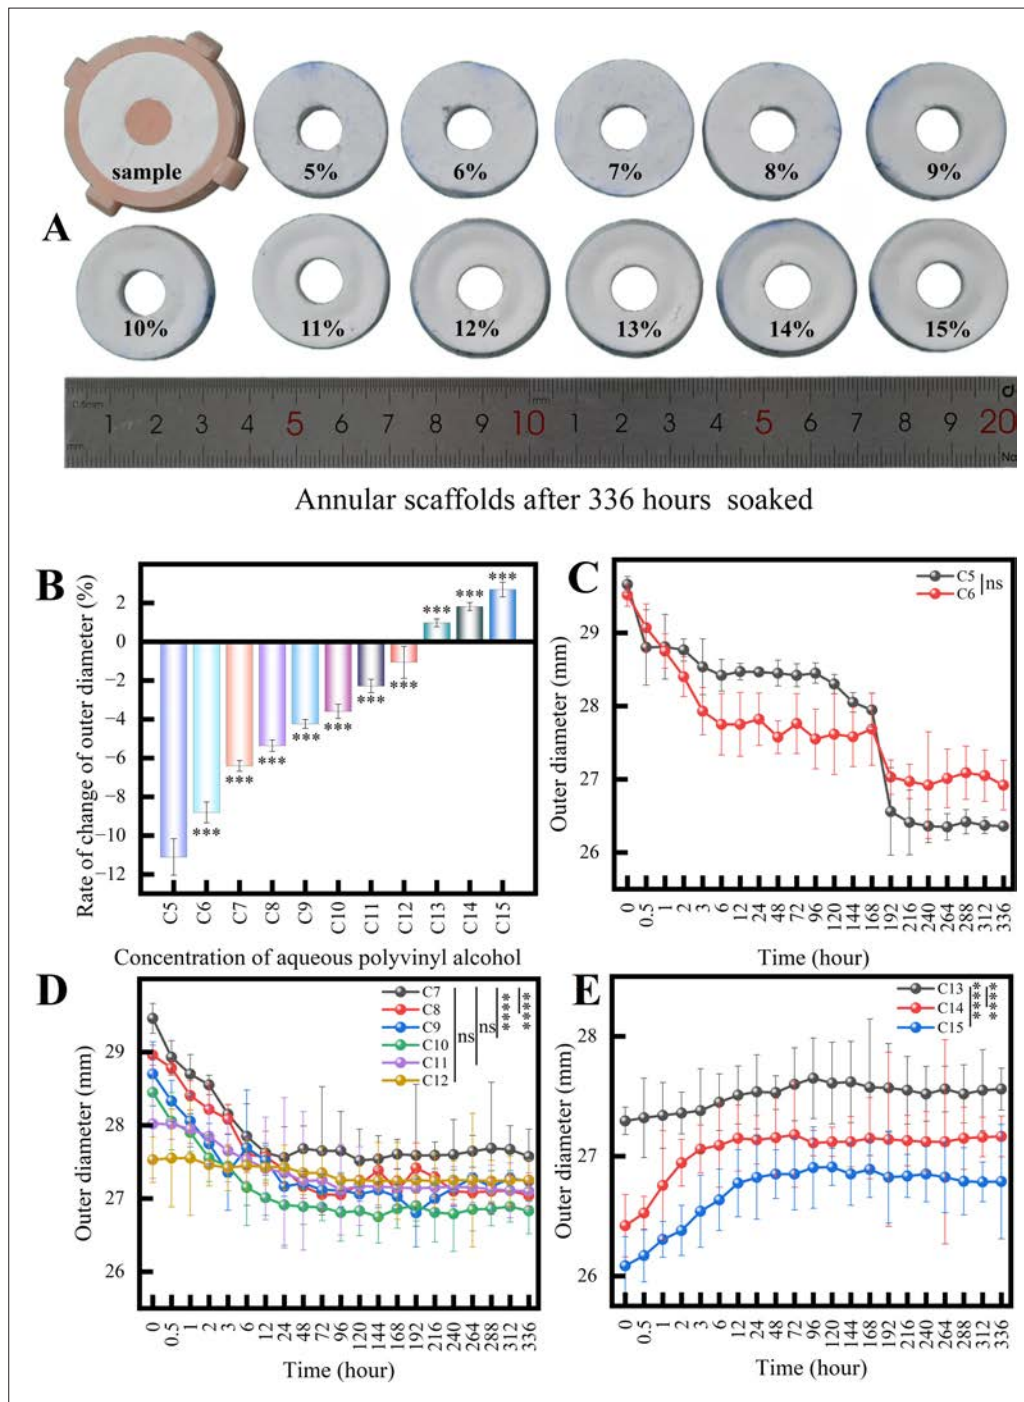 sample
5%
6%
7%
8%
9%
A
10%
11%
12%
13%
14%
15%
0.5mm
mm
1 2 3 4 5 6 7 8 9 10 1 2 3 4 5 6 7 8 9 20
mm
No
Annular scaffolds after 336 hours soaked
B
Rate of change of outer diameter (%)
2
0
−2
−4
−6
−8
−10
−12
***
***
***
***
***
***
***
***
***
***
C5 C6 C7 C8 C9 C10 C11 C12 C13 C14 C15
Concentration of aqueous polyvinyl alcohol
C
Outer diameter (mm)
29
28
27
26
C5
C6
ns
0 0.5 1 2 3 6 12 24 48 72 96 120 144 168 192 216 240 264 288 312 336
Time (hour)
D
Outer diameter (mm)
29
28
27
26
C7
C8
C9
C10
C11
C12
ns
ns
****
****
0 0.5 1 2 3 6 12 24 48 72 96 120 144 168 192 216 240 264 288 312 336
Time (hour)
E
Outer diameter (mm)
28
27
26
C13
C14
C15
****
****
0 0.5 1 2 3 6 12 24 48 72 96 120 144 168 192 216 240 264 288 312 336
Time (hour)